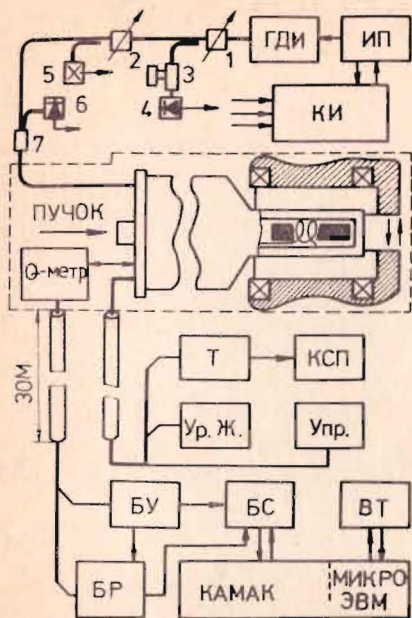 ГДИ
ИП
2
3
1
5
6
4
КИ
7
ПУЧОК
Q-метр
30М
Т
КСП
Ур. Ж.
Упр.
БУ
БС
ВТ
БР
КАМАК
МИКРО
ЭВМ